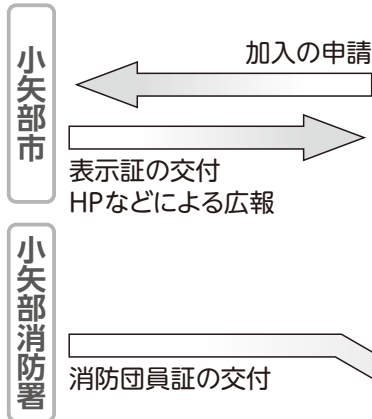 小矢部市
加入の申請
表示証の交付
HPなどによる広報
小矢部消防署
消防団員証の交付